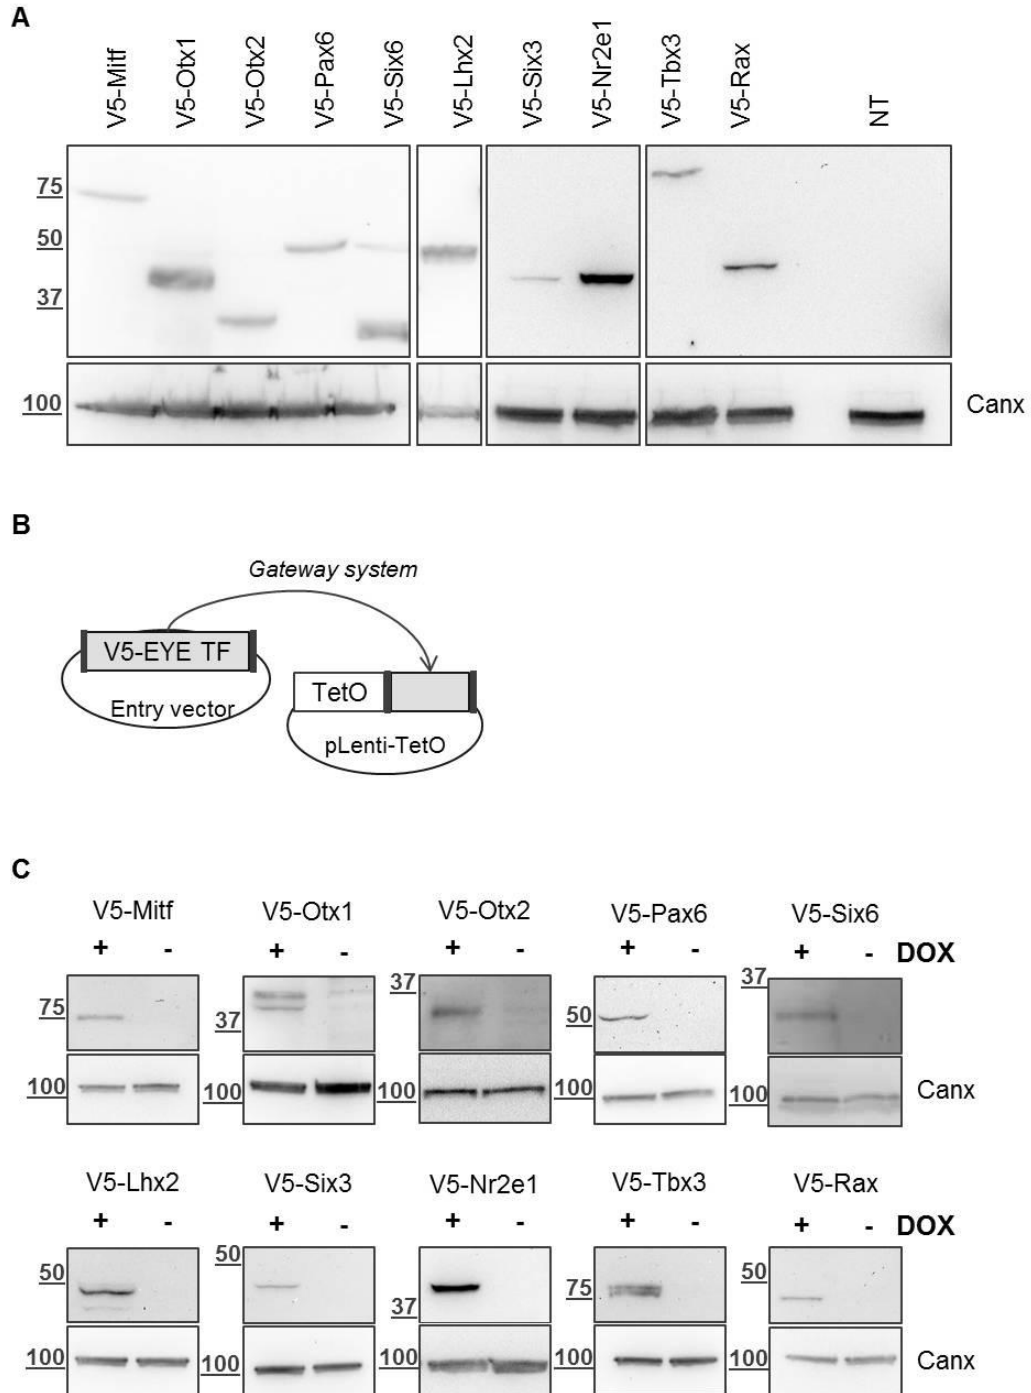 A
V5-Mitf V5-Otx1 V5-Otx2 V5-Pax6 V5-Six6 V5-Lhx2 V5-Six3 V5-Nr2e1 V5-Tbx3 V5-Rax NT
75
50
37
100 Canx
B
Gateway system
V5-EYE TF
Entry vector
TetO
pLenti-TetO
C
V5-Mitf V5-Otx1 V5-Otx2 V5-Pax6 V5-Six6
+ - + - + - + - + - DOX
75 37 37 50 37
100 100 100 100 100 Canx
V5-Lhx2 V5-Six3 V5-Nr2e1 V5-Tbx3 V5-Rax
+ - + - + - + - + - DOX
50 50 37 75 50
100 100 100 100 100 Canx